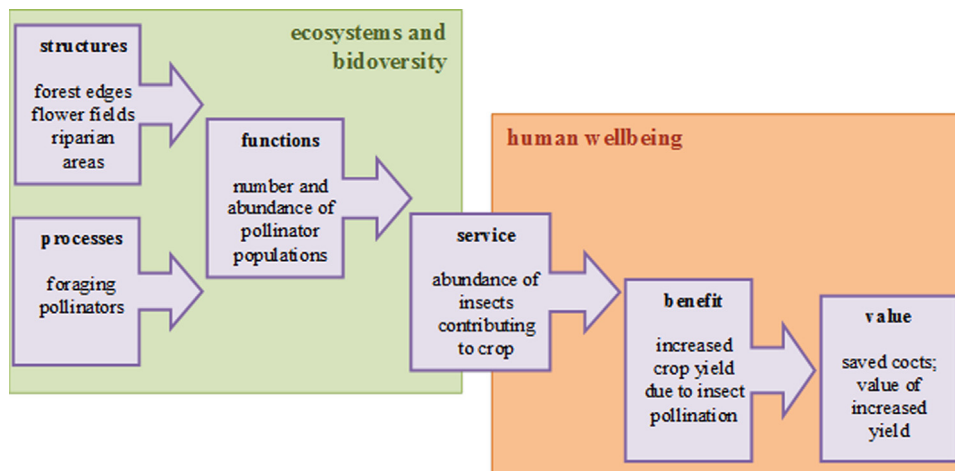 ecosystems and
bidoversity
structures
forest edges
flower fields
riparian
areas
processes
foraging
pollinators
functions
number and
abundance of
pollinator
populations
human wellbeing
service
abundance of
insects
contributing
to crop
benefit
increased
crop yield
due to insect
pollination
value
saved cocts;
value of
increased
yield